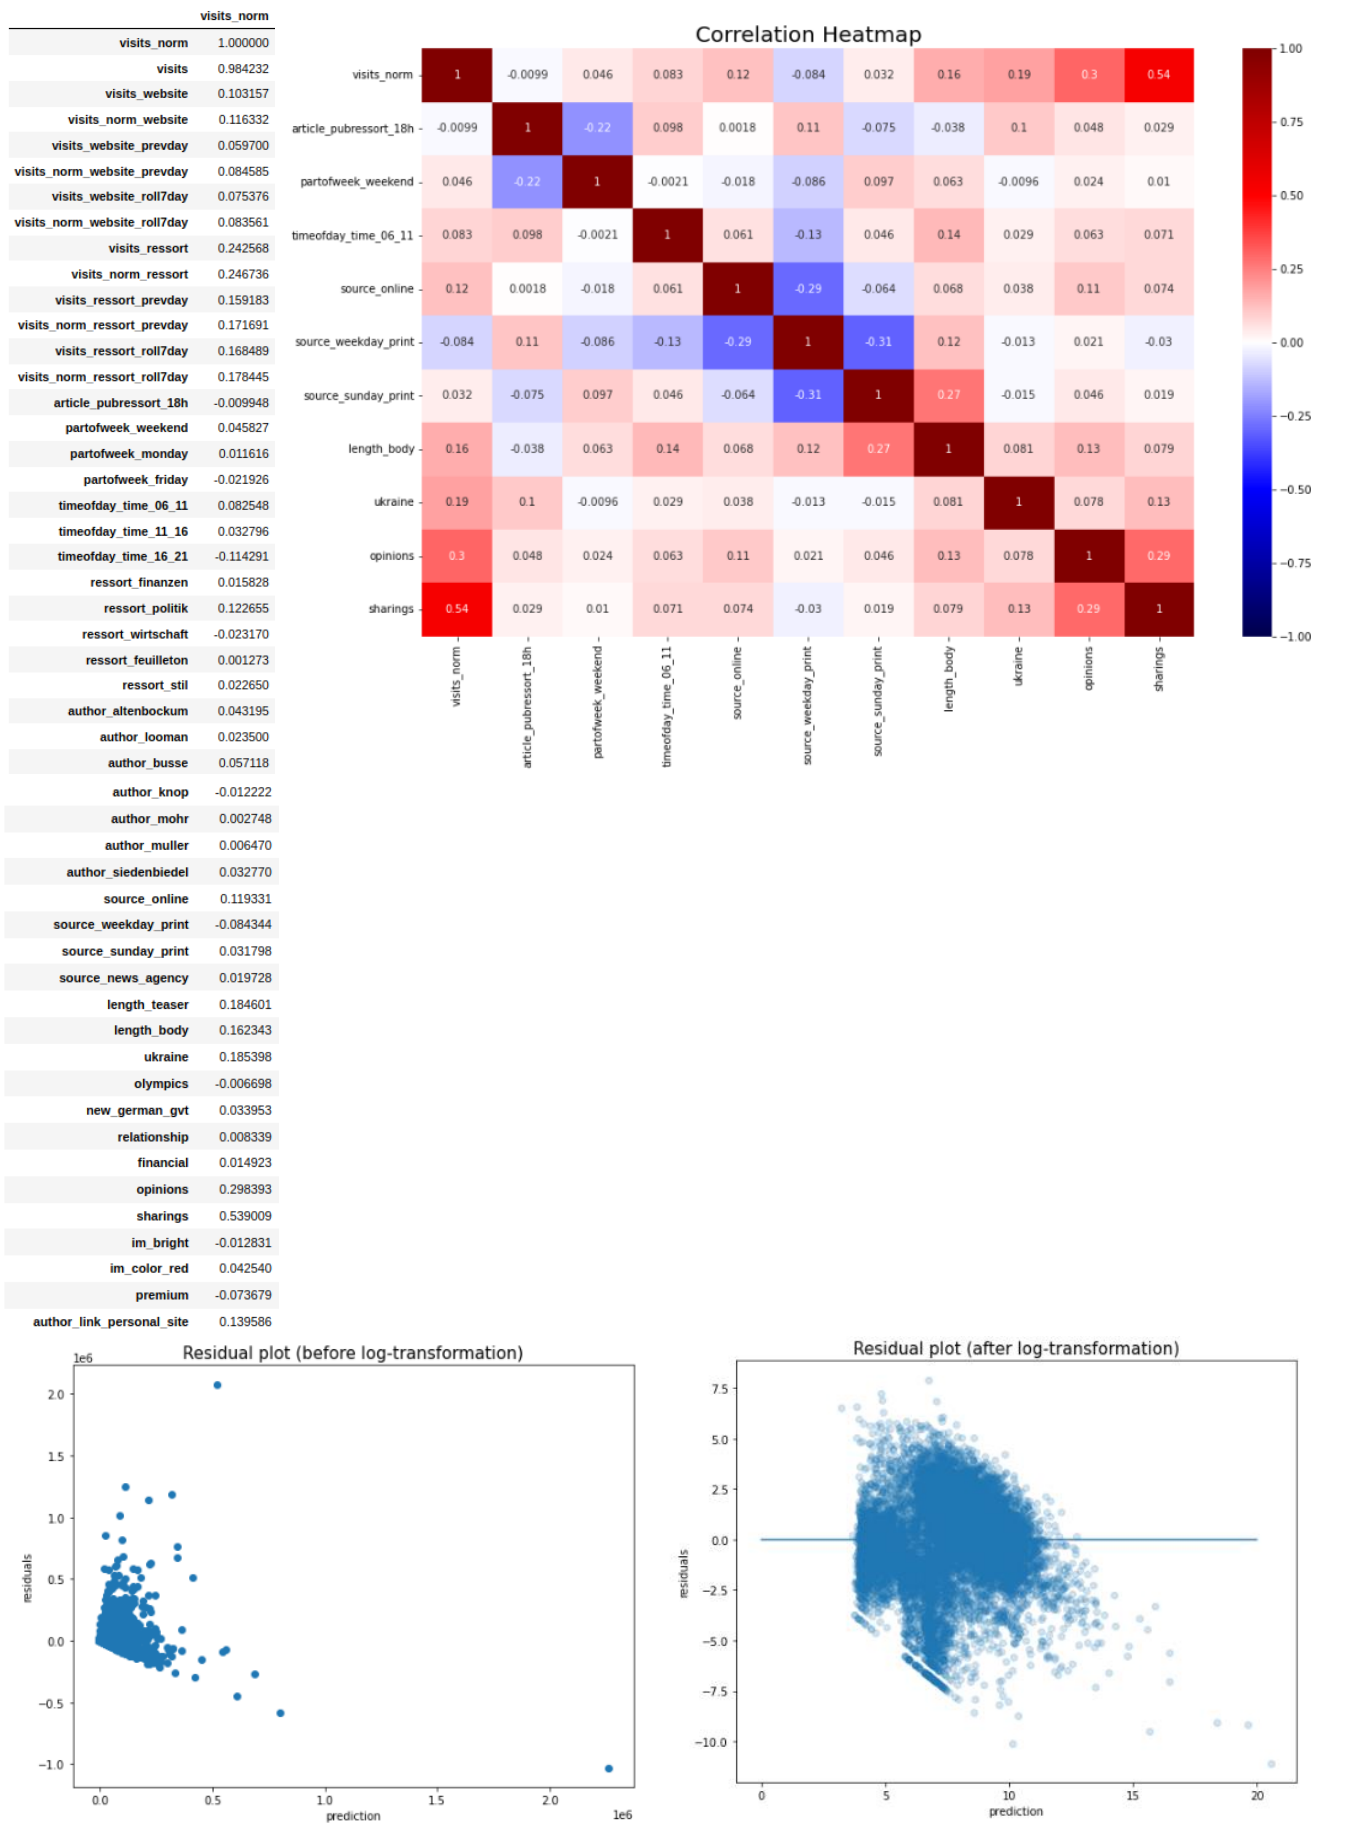 visits_norm
visits_norm 1.000000
visits 0.984232
visits_website 0.103157
visits_norm_website 0.116332
visits_website_prevday 0.059700
visits_norm_website_prevday 0.084585
visits_website_roll7day 0.075376
visits_norm_website_roll7day 0.083561
visits_ressort 0.242568
visits_norm_ressort 0.246736
visits_ressort_prevday 0.159183
visits_norm_ressort_prevday 0.171691
visits_ressort_roll7day 0.168489
visits_norm_ressort_roll7day 0.178445
article_pubressort_18h -0.009948
partofweek_weekend 0.045827
partofweek_monday 0.011616
partofweek_friday -0.021926
timeofday_time_06_11 0.082548
timeofday_time_11_16 0.032796
timeofday_time_16_21 -0.114291
ressort_finanzen 0.015828
ressort_politik 0.122655
ressort_wirtschaft -0.023170
ressort_feuilleton 0.001273
ressort_stil 0.022650
author_altenbockum 0.043195
author_looman 0.023500
author_busse 0.057118
author_knop -0.012222
author_mohr 0.002748
author_muller 0.006470
author_siedenbiedel 0.032770
source_online 0.119331
source_weekday_print -0.084344
source_sunday_print 0.031798
source_news_agency 0.019728
length_teaser 0.184601
length_body 0.162343
ukraine 0.185398
olympics -0.006698
new_german_gvt 0.033953
relationship 0.008339
financial 0.014923
opinions 0.298393
sharings 0.539009
im_bright -0.012831
im_color_red 0.042540
premium -0.073679
author_link_personal_site 0.139586
Correlation Heatmap
visits_norm 1 -0.0099 0.046 0.083 0.12 -0.084 0.032 0.16 0.19 0.3 0.54
article_pubressort_18h -0.0099 1 -0.22 0.098 0.0018 0.11 -0.075 -0.038 0.1 0.048 0.029
partofweek_weekend 0.046 -0.22 1 -0.0021 -0.018 -0.086 0.097 0.063 -0.0096 0.024 0.01
timeofday_time_06_11 0.083 0.098 -0.0021 1 0.061 -0.13 0.046 0.14 0.029 0.063 0.071
source_online 0.12 0.0018 -0.018 0.061 1 -0.29 -0.064 0.068 0.038 0.11 0.074
source_weekday_print -0.084 0.11 -0.086 -0.13 -0.29 1 -0.31 0.12 -0.013 0.021 -0.03
source_sunday_print 0.032 -0.075 0.097 0.046 -0.064 -0.31 1 0.27 -0.015 0.046 0.019
length_body 0.16 -0.038 0.063 0.14 0.068 0.12 0.27 1 0.081 0.13 0.079
ukraine 0.19 0.1 -0.0096 0.029 0.038 -0.013 -0.015 0.081 1 0.078 0.13
opinions 0.3 0.048 0.024 0.063 0.11 0.021 0.046 0.13 0.078 1 0.29
sharings 0.54 0.029 0.01 0.071 0.074 -0.03 0.019 0.079 0.13 0.29 1
visits_norm
article_pubressort_18h
partofweek_weekend
timeofday_time_06_11
source_online
source_weekday_print
source_sunday_print
length_body
ukraine
opinions
sharings
1.00
0.75
0.50
0.25
0.00
−0.25
−0.50
−0.75
−1.00
Residual plot (before log-transformation)
1e6
2.0
1.5
1.0
0.5
0.0
−0.5
−1.0
residuals
0.0 0.5 1.0 1.5 2.0
1e6
prediction
Residual plot (after log-transformation)
7.5
5.0
2.5
0.0
−2.5
−5.0
−7.5
−10.0
residuals
0 5 10 15 20
prediction